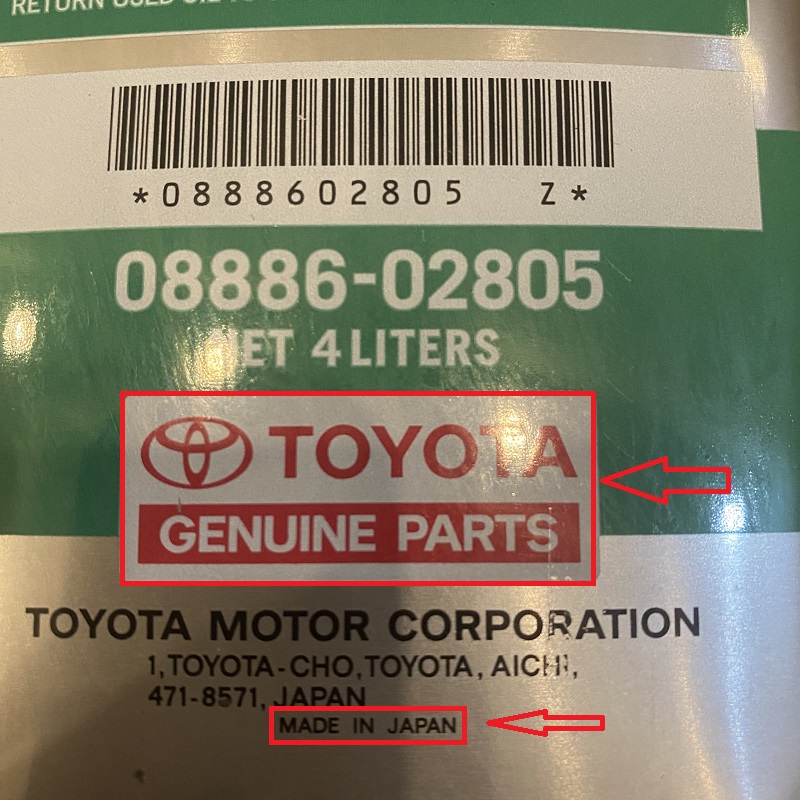 *0888602805 Z*
08886-02805
4 LITERS
TOYOTA
GENUINE PARTS
TOYOTA MOTOR CORPORATION
1, TOYOTA-CHO, TOYOTA, AICHI,
471-8571, JAPAN
MADE IN JAPAN